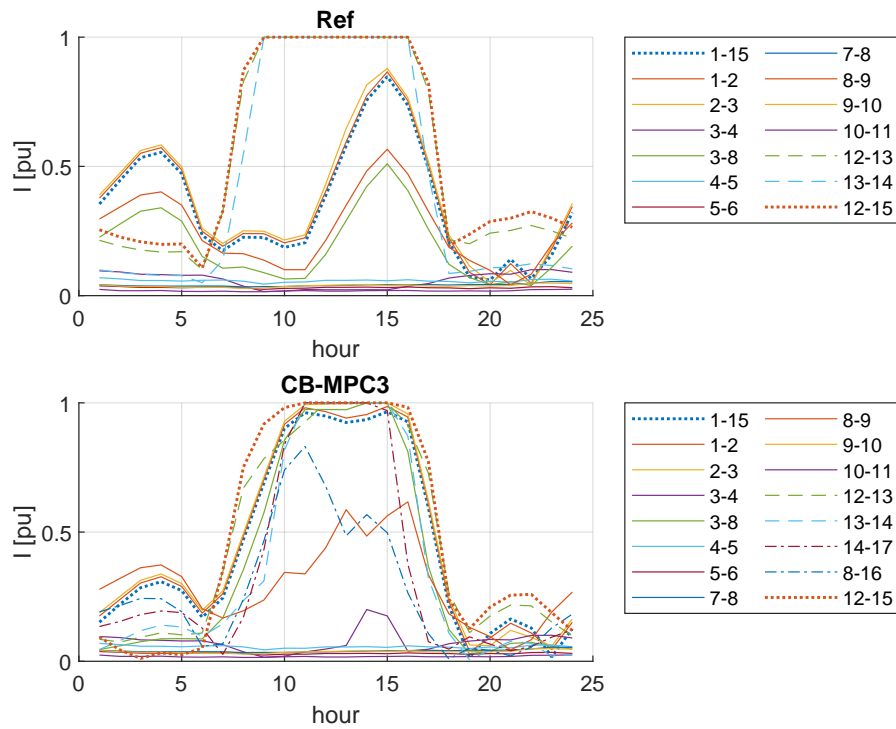 Ref
1
0.5
0
I [pu]
0 5 10 15 20 25
hour
1-15 7-8
1-2 8-9
2-3 9-10
3-4 10-11
3-8 12-13
4-5 13-14
5-6 12-15
CB-MPC3
1
0.5
0
I [pu]
0 5 10 15 20 25
hour
1-15 8-9
1-2 9-10
2-3 10-11
3-4 12-13
3-8 13-14
4-5 14-17
5-6 8-16
7-8 12-15